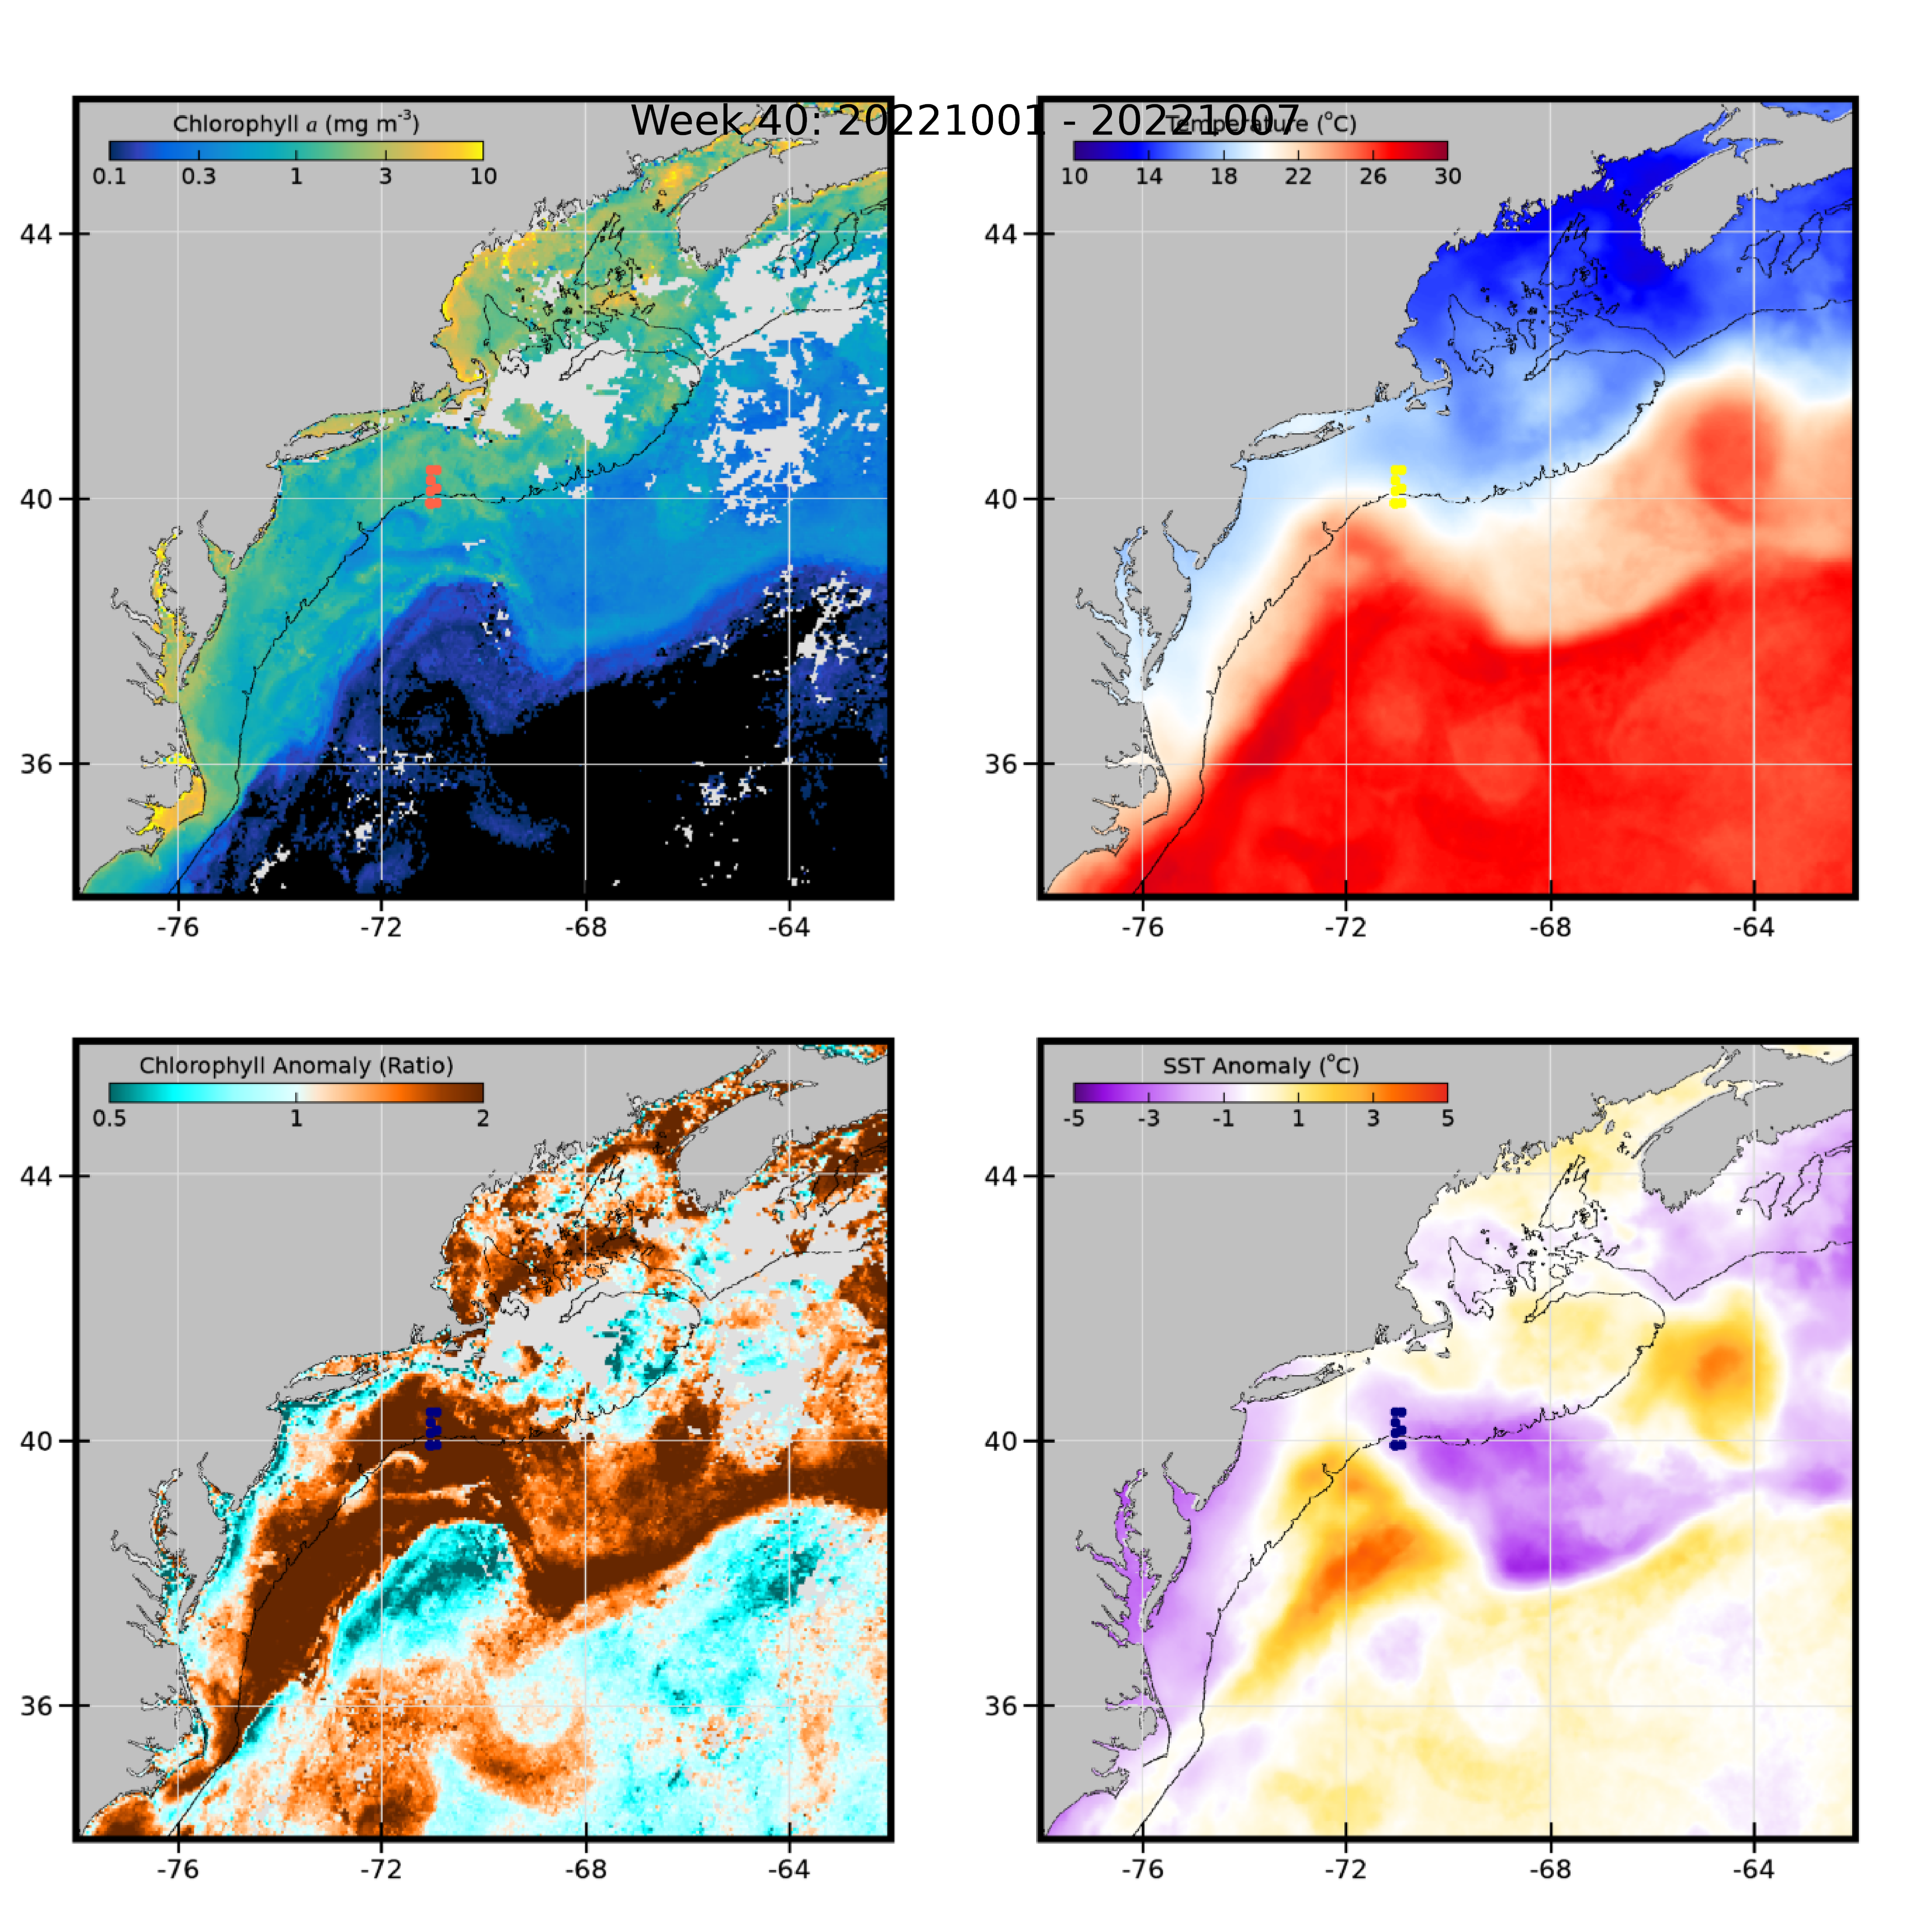 Week 40: 20221001 - 20221007
Chlorophyll a (mg m-3)
0.1 0.3 1 3 10
44
40
36
-76 -72 -68 -64
Temperature (oC)
10 14 18 22 26 30
44
40
36
-76 -72 -68 -64
Chlorophyll Anomaly (Ratio)
0.5 1 2
44
40
36
-76 -72 -68 -64
SST Anomaly (oC)
-5 -3 -1 1 3 5
44
40
36
-76 -72 -68 -64